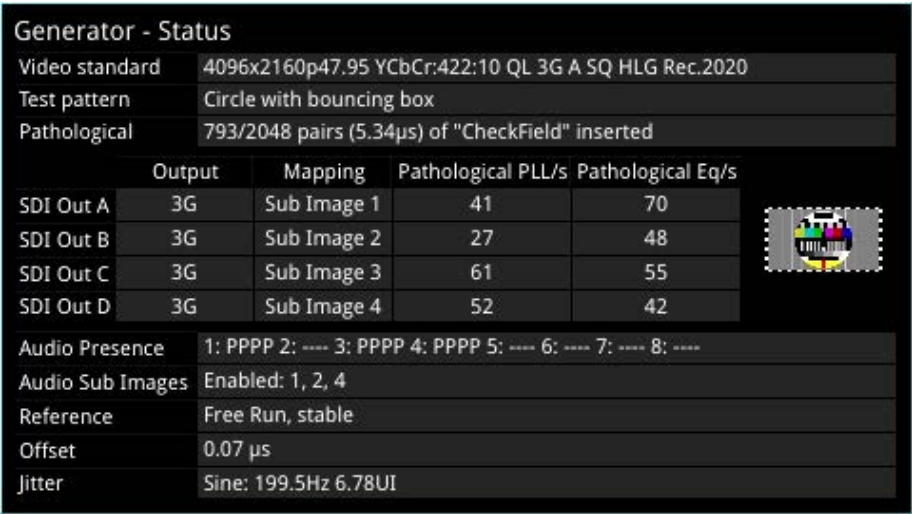 Generator - Status
Video standard 4096x2160p47.95 YCbCr:422:10 QL 3G A SQ HLG Rec.2020
Test pattern Circle with bouncing box
Pathological 793/2048 pairs (5.34µs) of "CheckField" inserted
Output Mapping Pathological PLL/s Pathological Eq/s
SDI Out A 3G Sub Image 1 41 70
SDI Out B 3G Sub Image 2 27 48
SDI Out C 3G Sub Image 3 61 55
SDI Out D 3G Sub Image 4 52 42
Audio Presence 1: PPPP 2: ---- 3: PPPP 4: PPPP 5: ---- 6: ---- 7: ---- 8: ----
Audio Sub Images Enabled: 1, 2, 4
Reference Free Run, stable
Offset 0.07 µs
Jitter Sine: 199.5Hz 6.78UI